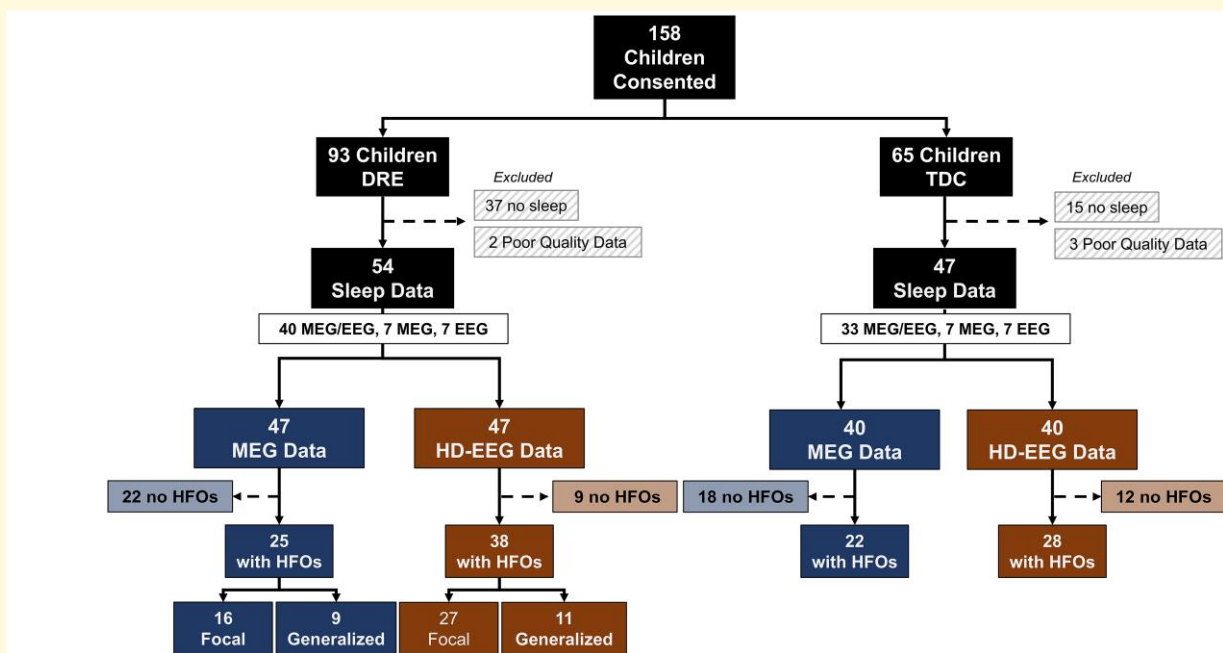 158
Children
Consented
93 Children
DRE
65 Children
TDC
Excluded
37 no sleep
2 Poor Quality Data
Excluded
15 no sleep
3 Poor Quality Data
54
Sleep Data
47
Sleep Data
40 MEG/EEG, 7 MEG, 7 EEG
33 MEG/EEG, 7 MEG, 7 EEG
47
MEG Data
47
HD-EEG Data
40
MEG Data
40
HD-EEG Data
22 no HFOs
9 no HFOs
18 no HFOs
12 no HFOs
25
with HFOs
38
with HFOs
22
with HFOs
28
with HFOs
16
Focal
9
Generalized
27
Focal
11
Generalized